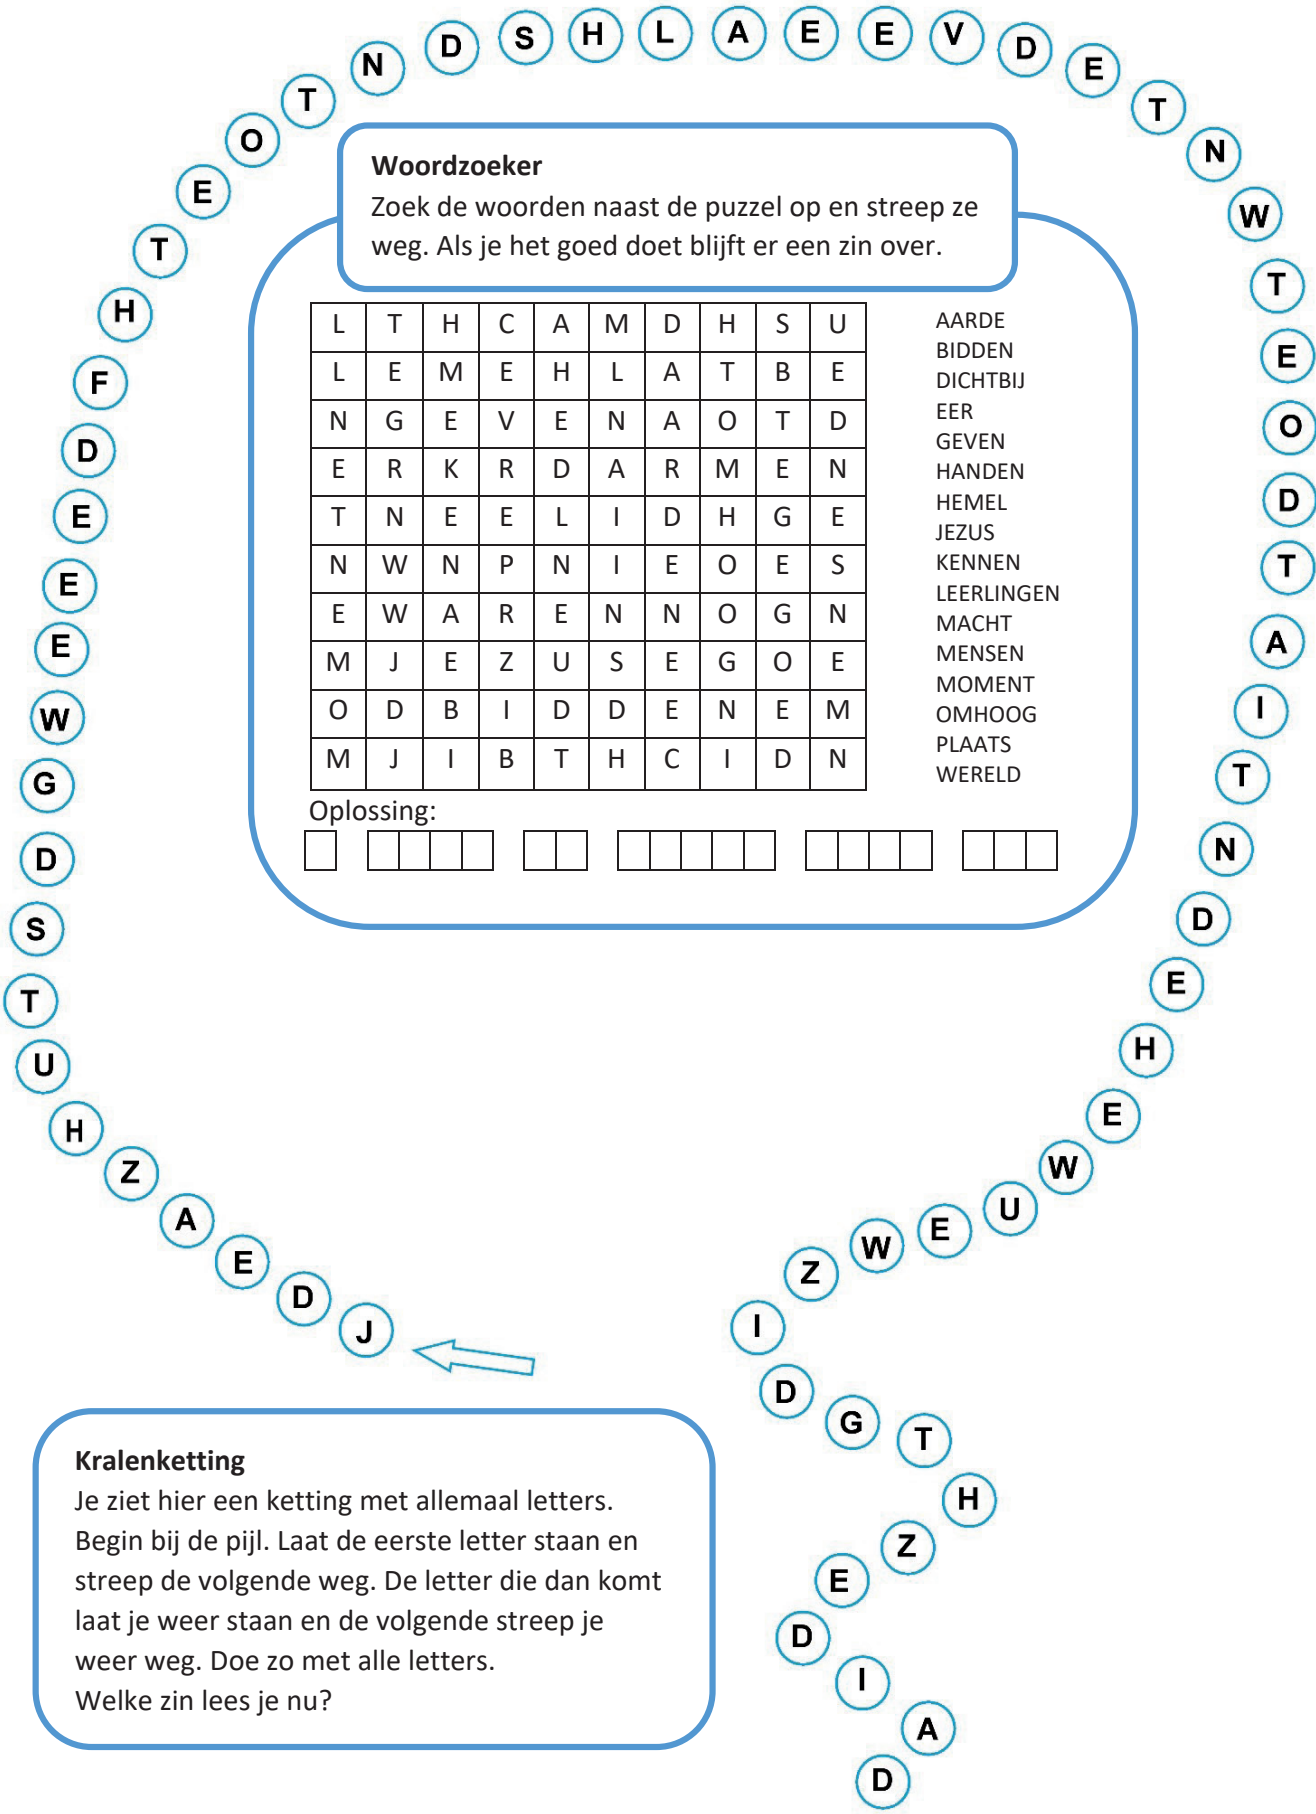 J D E A Z H U T S D G W E E E D F H T E O T N D S H L A E E V D E T N W T E O D T A I T N D E H E W U E W Z I D G T H Z E D I A D
Woordzoeker
Zoek de woorden naast de puzzel op en streep ze
weg. Als je het goed doet blijft er een zin over.
L T H C A M D H S U
L E M E H L A T B E
N G E V E N A O T D
E R K R D A R M E N
T N E E L I D H G E
N W N P N I E O E S
E W A R E N N O G N
M J E Z U S E G O E
O D B I D D E N E M
M J I B T H C I D N
AARDE
BIDDEN
DICHTBIJ
EER
GEVEN
HANDEN
HEMEL
JEZUS
KENNEN
LEERLINGEN
MACHT
MENSEN
MOMENT
OMHOOG
PLAATS
WERELD
Oplossing:
Kralenketting
Je ziet hier een ketting met allemaal letters.
Begin bij de pijl. Laat de eerste letter staan en
streep de volgende weg. De letter die dan komt
laat je weer staan en de volgende streep je
weer weg. Doe zo met alle letters.
Welke zin lees je nu?